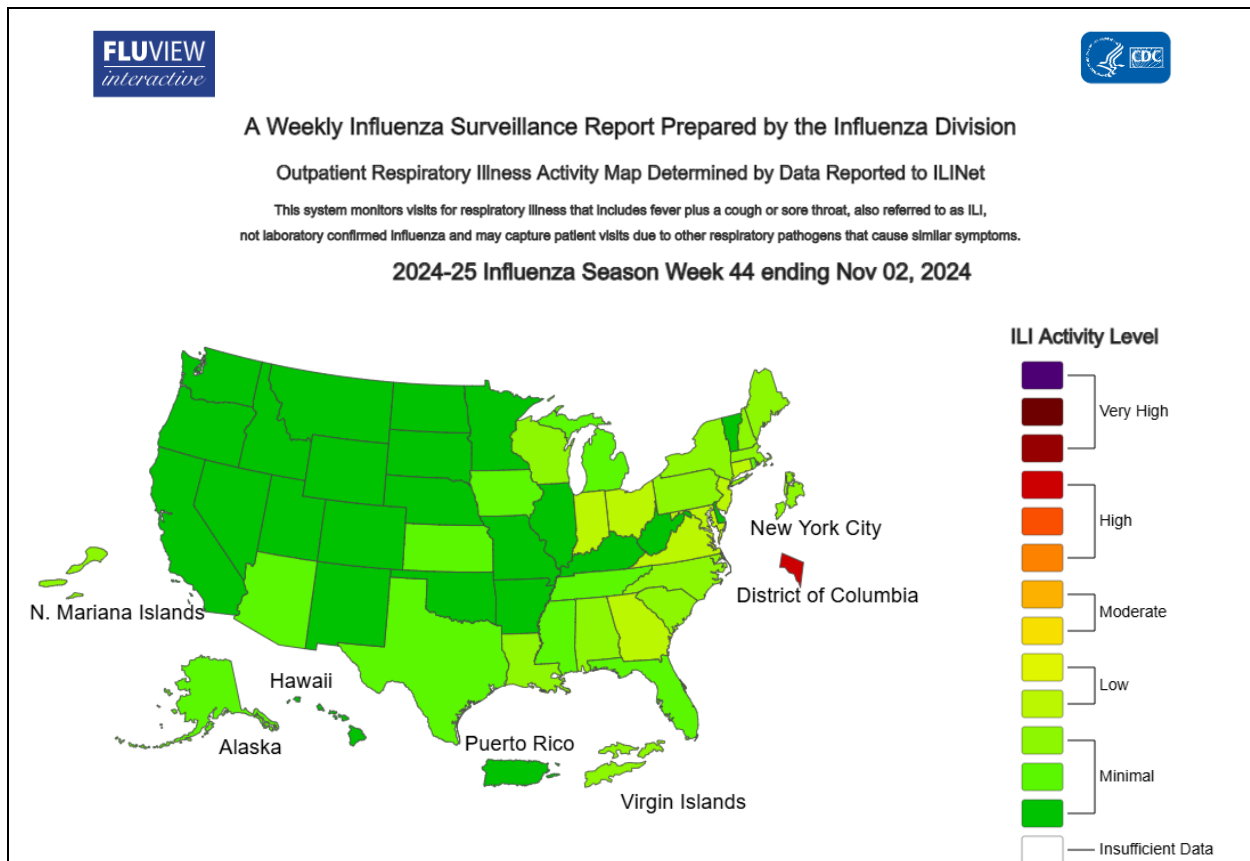 FLUVIEW
interactive
CDC
A Weekly Influenza Surveillance Report Prepared by the Influenza Division
Outpatient Respiratory Illness Activity Map Determined by Data Reported to ILINet
This system monitors visits for respiratory illness that includes fever plus a cough or sore throat, also referred to as ILI,
not laboratory confirmed influenza and may capture patient visits due to other respiratory pathogens that cause similar symptoms.
2024-25 Influenza Season Week 44 ending Nov 02, 2024
ILI Activity Level
Very High
High
Moderate
Low
Minimal
Insufficient Data
New York City
District of Columbia
N. Mariana Islands
Hawaii
Alaska
Puerto Rico
Virgin Islands